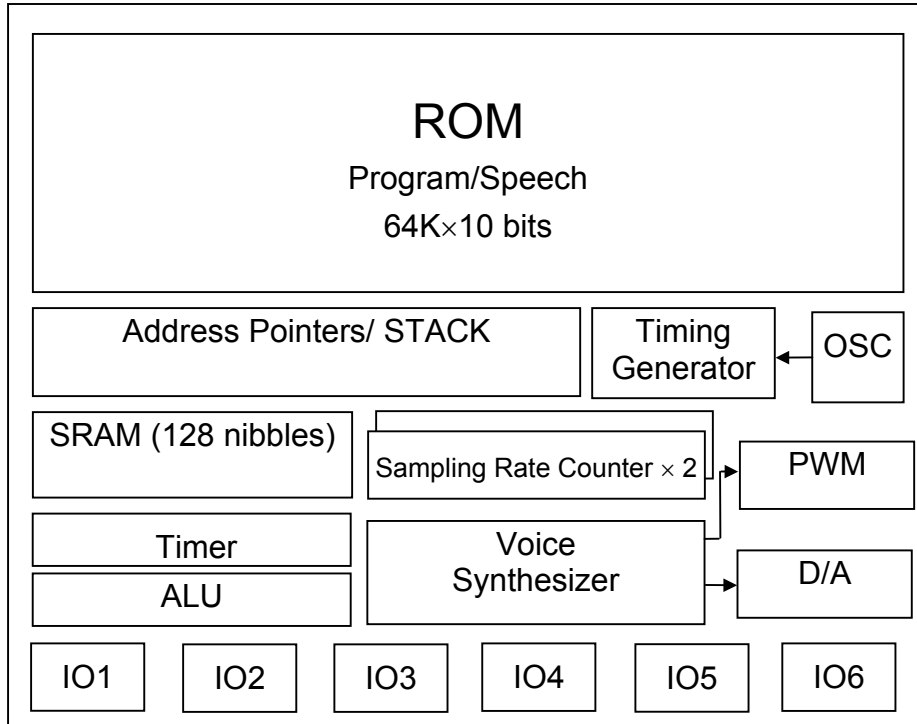 ROM
Program/Speech
64K×10 bits
Address Pointers/ STACK
Timing
Generator
OSC
SRAM (128 nibbles)
Sampling Rate Counter × 2
PWM
Timer
Voice
Synthesizer
D/A
ALU
IO1
IO2
IO3
IO4
IO5
IO6